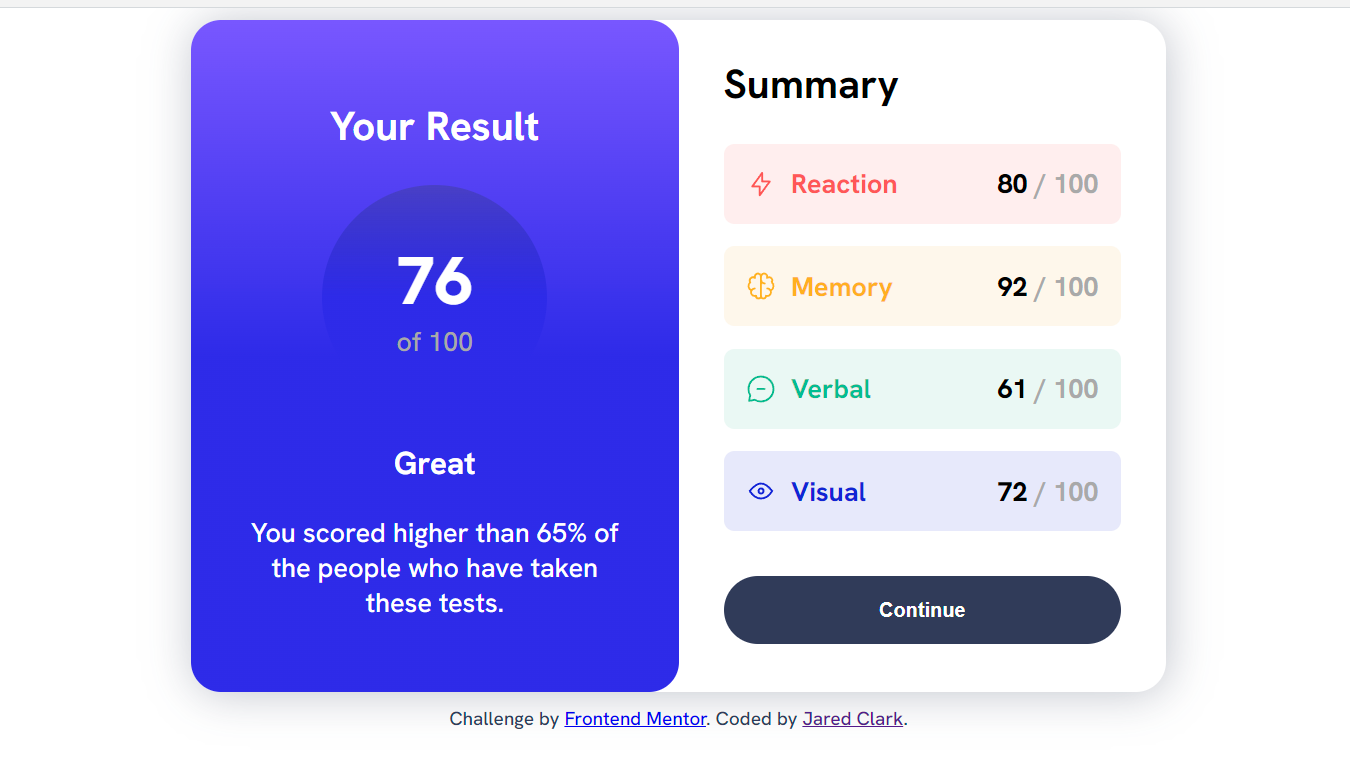 Your Result
76
of 100
Great
You scored higher than 65% of
the people who have taken
these tests.
Summary
Reaction 80 / 100
Memory 92 / 100
Verbal 61 / 100
Visual 72 / 100
Continue
Challenge by Frontend Mentor. Coded by Jared Clark.